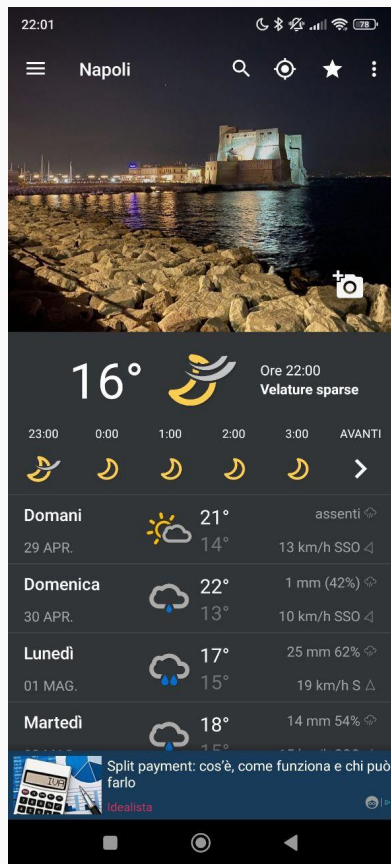 22:01
78
Napoli
16°
Ore 22:00
Velature sparse
23:00 0:00 1:00 2:00 3:00 AVANTI
Domani
21°
assenti
29 APR.
14°
13 km/h SSO
Domenica
22°
1 mm (42%)
30 APR.
13°
10 km/h SSO
Lunedì
17°
25 mm 62%
01 MAG.
15°
19 km/h S
Martedì
18°
14 mm 54%
Split payment: cos'è, come funziona e chi può
farlo
Idealista